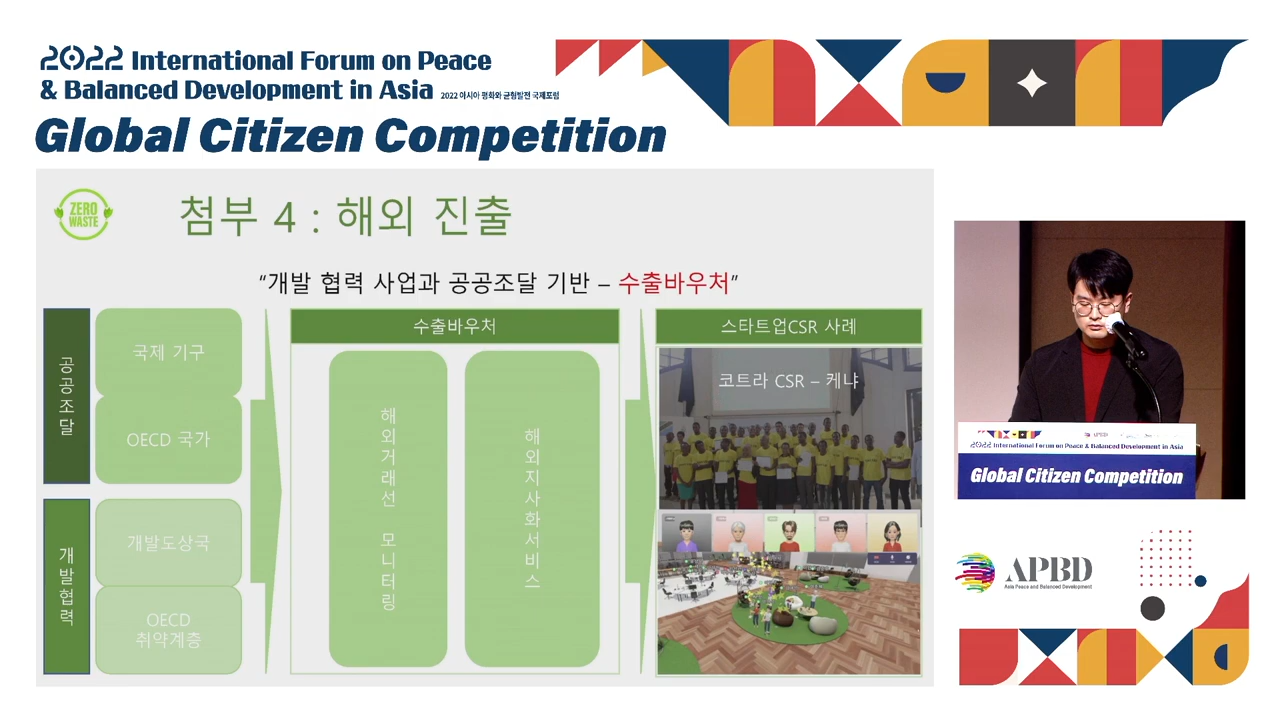 2022 International Forum on Peace
& Balanced Development in Asia 2022 아시아 평화와 균형발전 국제포럼
Global Citizen Competition
ZERO
WASTE
첨부 4 : 해외 진출
“개발 협력 사업과 공공조달 기반 – 수출바우처”
공공조달
국제 기구
OECD 국가
개발협력
개발도상국
OECD
취약계층
수출바우처
해외거래선 모니터링
해외지사화서비스
스타트업CSR 사례
코트라 CSR – 케냐
APBD
2022 International Forum on Peace & Balanced Development in Asia
Global Citizen Competition
APBD
Asia Peace and Balanced Development